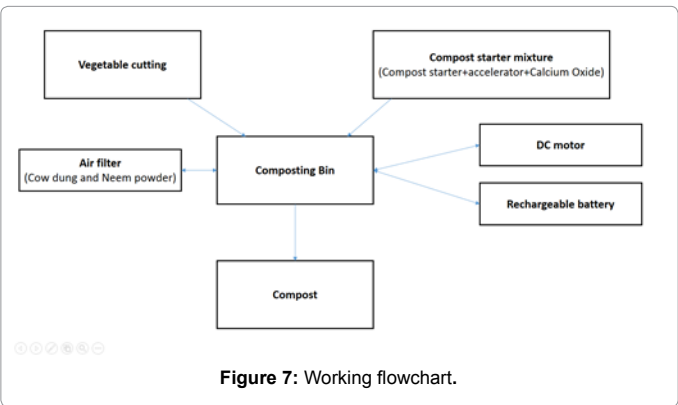 Vegetable cutting
Compost starter mixture
(Compost starter+accelerator+Calcium Oxide)
Air filter
(Cow dung and Neem powder)
Composting Bin
DC motor
Rechargeable battery
Compost
Figure 7: Working flowchart.